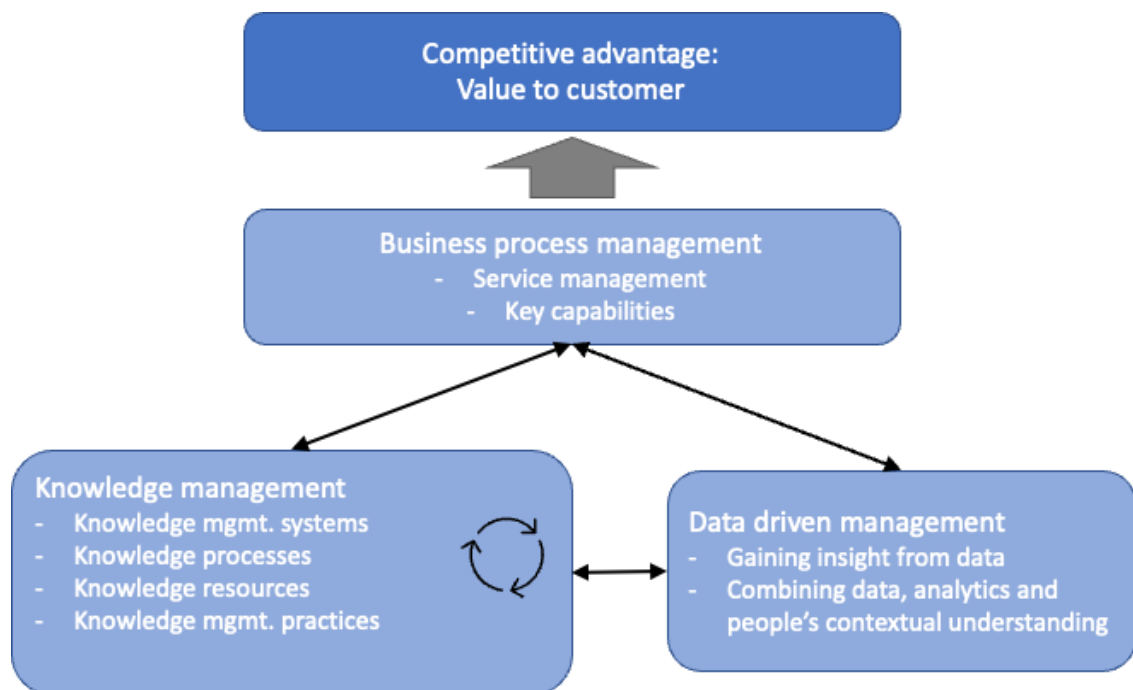 Competitive advantage:
Value to customer
Business process management
- Service management
- Key capabilities
Knowledge management
- Knowledge mgmt. systems
- Knowledge processes
- Knowledge resources
- Knowledge mgmt. practices
Data driven management
- Gaining insight from data
- Combining data, analytics and
people’s contextual understanding